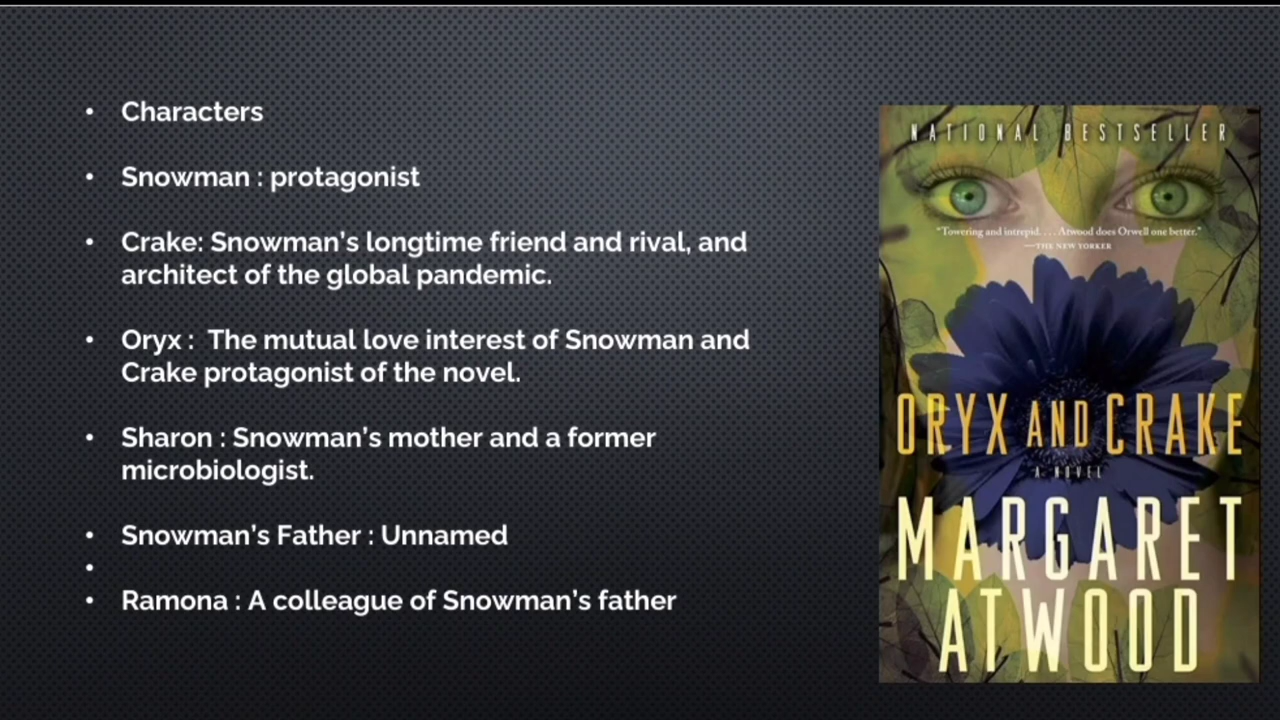 • Characters
• Snowman : protagonist
• Crake: Snowman’s longtime friend and rival, and
architect of the global pandemic.
• Oryx : The mutual love interest of Snowman and
Crake protagonist of the novel.
• Sharon : Snowman’s mother and a former
microbiologist.
• Snowman’s Father : Unnamed
•
• Ramona : A colleague of Snowman’s father
NATIONAL BESTSELLER
“Towering and intrepid. . . . Atwood does Orwell one better.”
—THE NEW YORKER
ORYX AND CRAKE
A NOVEL
MARGARET
ATWOOD